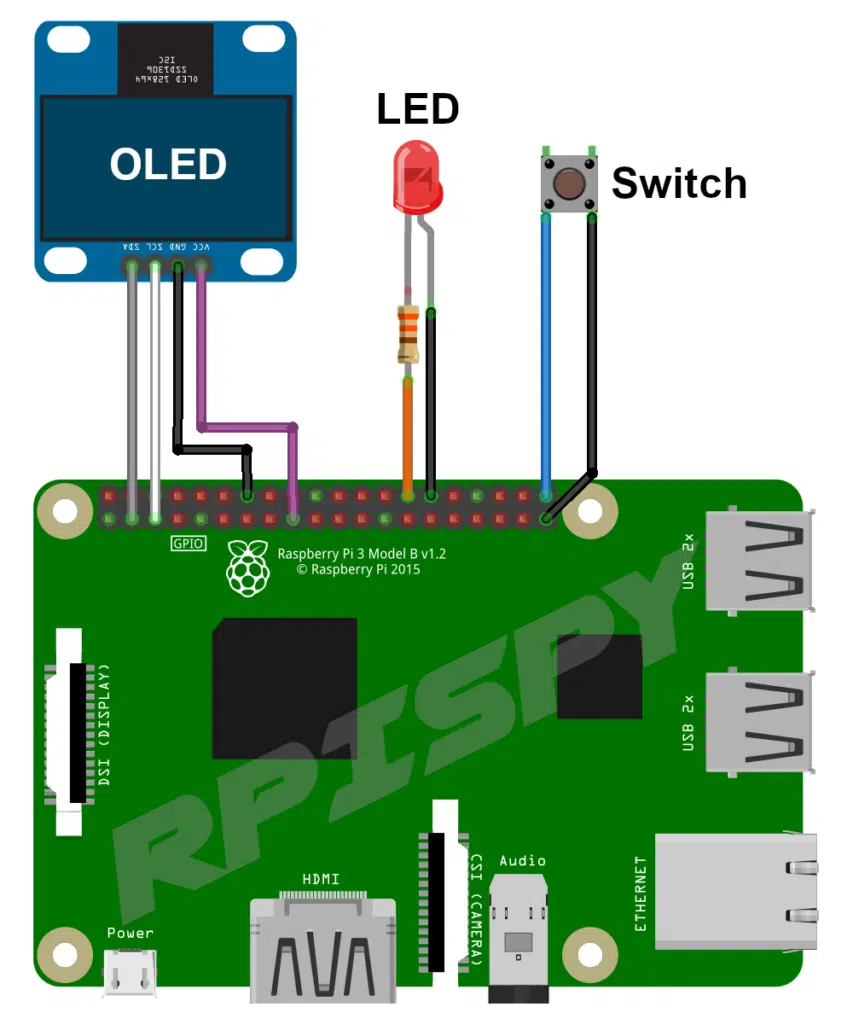 OLED 128x64
SSD1306
I2C
OLED
SDA SCL GND VCC
LED
Switch
GPIO
Raspberry Pi 3 Model B v1.2
© Raspberry Pi 2015
USB 2x
DSI (DISPLAY)
USB 2x
RPISPY
Power
HDMI
CSI (CAMERA)
Audio
ETHERNET